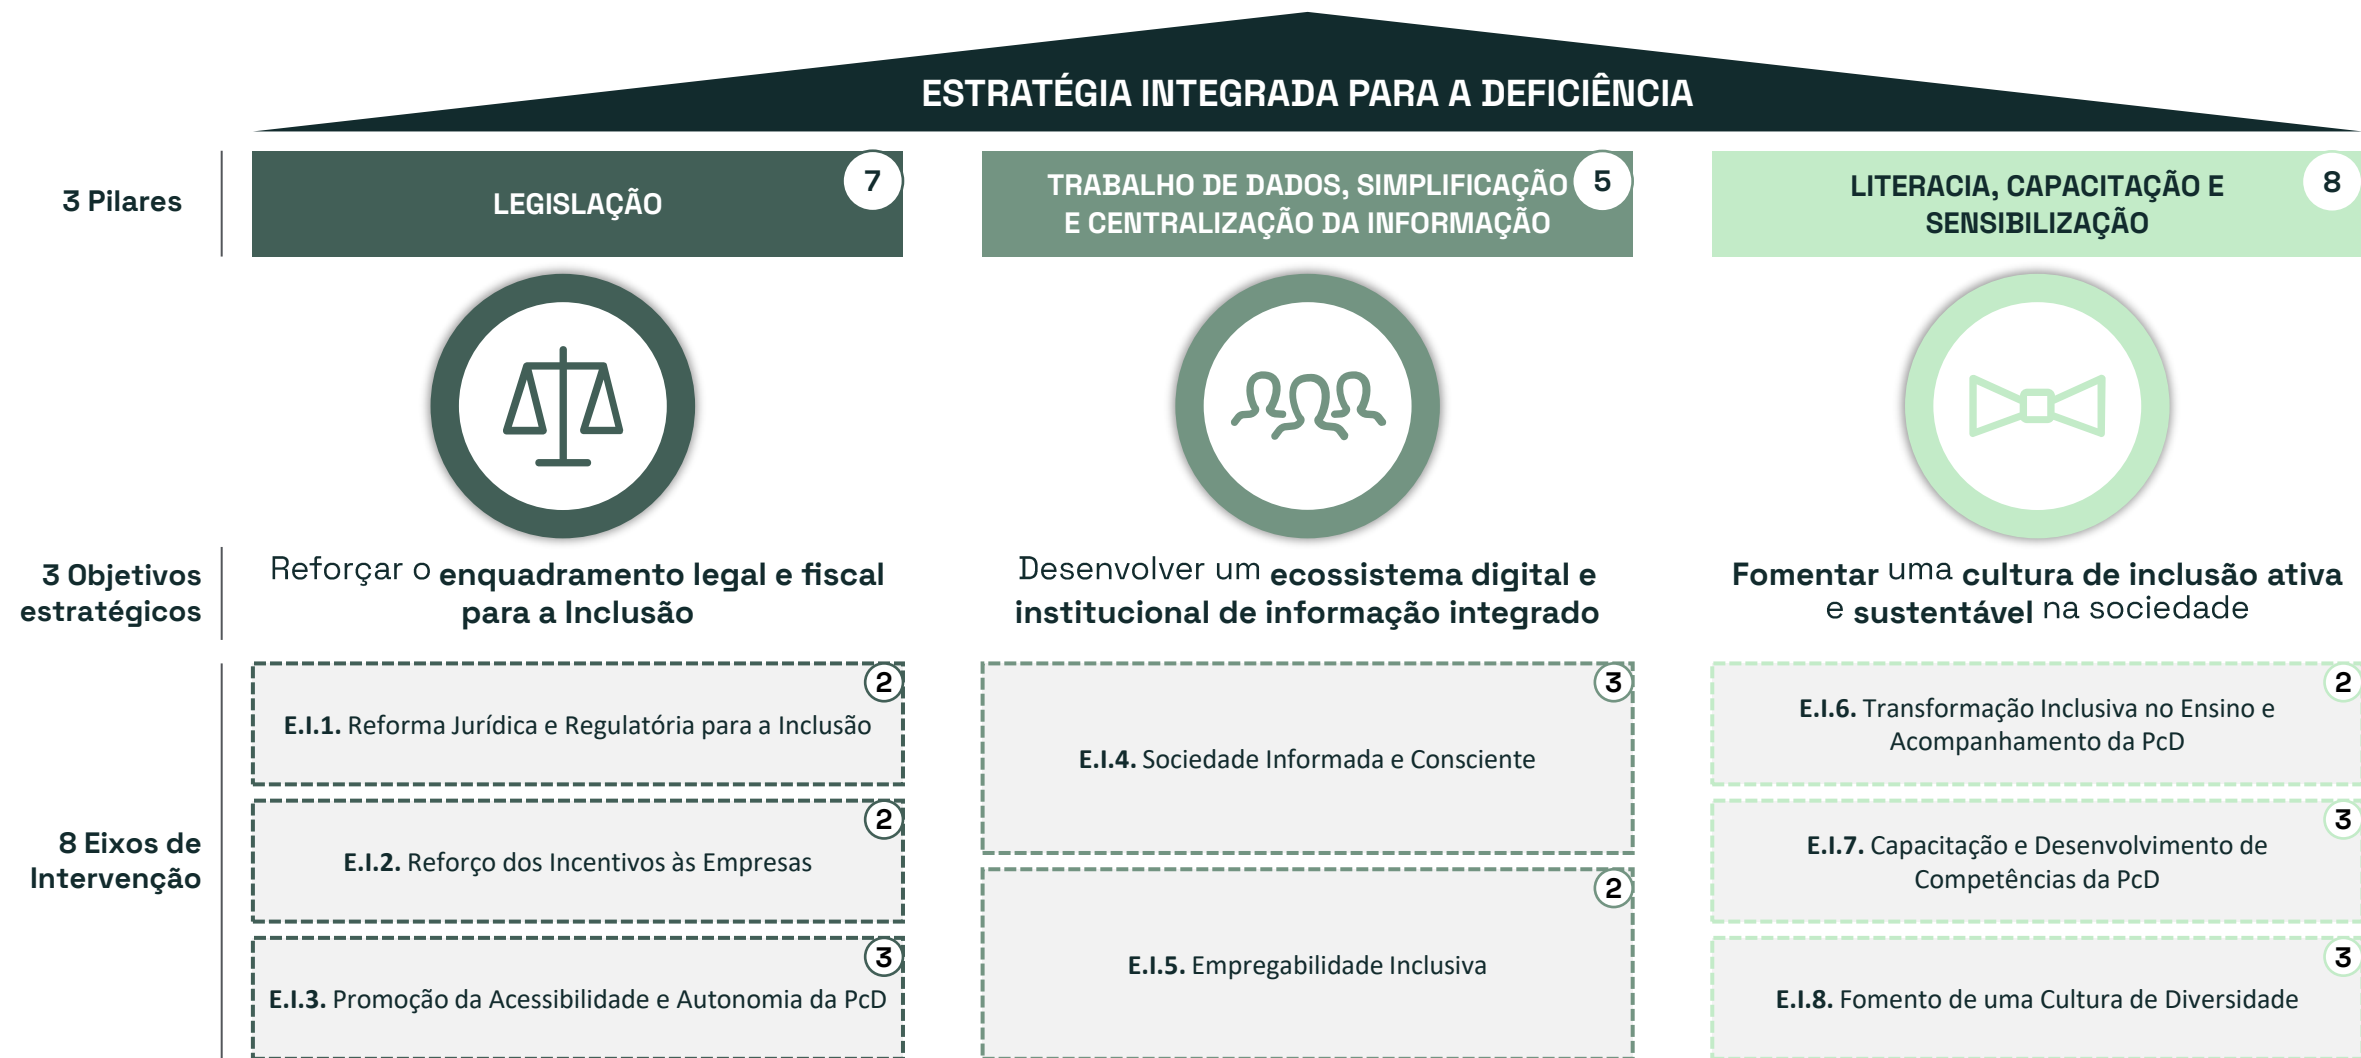 ESTRATÉGIA INTEGRADA PARA A DEFICIÊNCIA
3 Pilares
LEGISLAÇÃO
7
TRABALHO DE DADOS, SIMPLIFICAÇÃO
E CENTRALIZAÇÃO DA INFORMAÇÃO
5
LITERACIA, CAPACITAÇÃO E
SENSIBILIZAÇÃO
8
3 Objetivos
estratégicos
Reforçar o enquadramento legal e fiscal
para a Inclusão
Desenvolver um ecossistema digital e
institucional de informação integrado
Fomentar uma cultura de inclusão ativa
e sustentável na sociedade
8 Eixos de
Intervenção
2
E.I.1. Reforma Jurídica e Regulatória para a Inclusão
2
E.I.2. Reforço dos Incentivos às Empresas
3
E.I.3. Promoção da Acessibilidade e Autonomia da PcD
3
E.I.4. Sociedade Informada e Consciente
2
E.I.5. Empregabilidade Inclusiva
2
E.I.6. Transformação Inclusiva no Ensino e
Acompanhamento da PcD
3
E.I.7. Capacitação e Desenvolvimento de
Competências da PcD
3
E.I.8. Fomento de uma Cultura de Diversidade